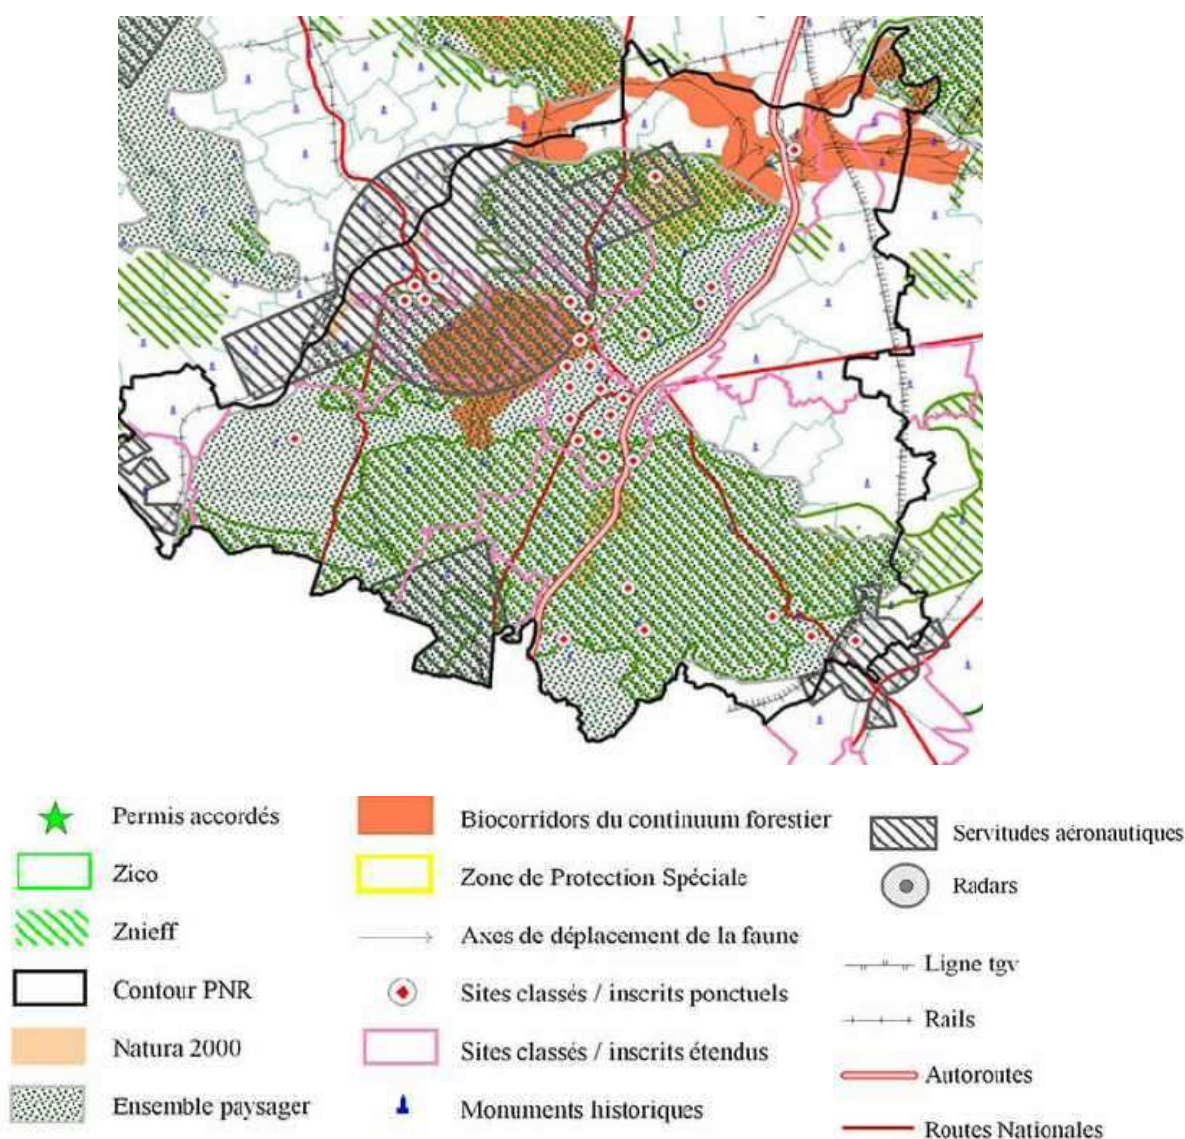 Permis accordés
Zico
Znieff
Contour PNR
Natura 2000
Ensemble paysager
Biocorridors du continuum forestier
Zone de Protection Spéciale
Axes de déplacement de la faune
Sites classés / inscrits ponctuels
Sites classés / inscrits étendus
Monuments historiques
Servitudes aéronautiques
Radars
Ligne tgv
Rails
Autoroutes
Routes Nationales